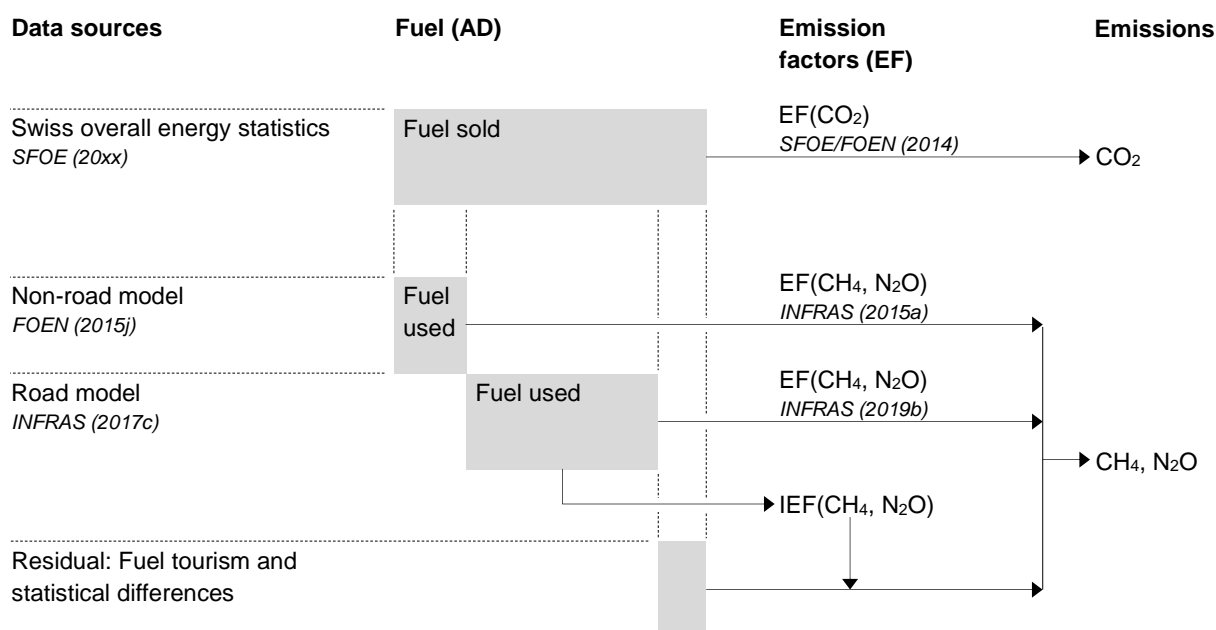 Data sources
Fuel (AD)
Emission
factors (EF)
Emissions
Swiss overall energy statistics
SFOE (20xx)
Fuel sold
EF(CO₂)
SFOE/FOEN (2014)
CO₂
Non-road model
FOEN (2015j)
Fuel
used
EF(CH₄, N₂O)
INFRAS (2015a)
Road model
INFRAS (2017c)
Fuel used
EF(CH₄, N₂O)
INFRAS (2019b)
CH₄, N₂O
IEF(CH₄, N₂O)
Residual: Fuel tourism and
statistical differences